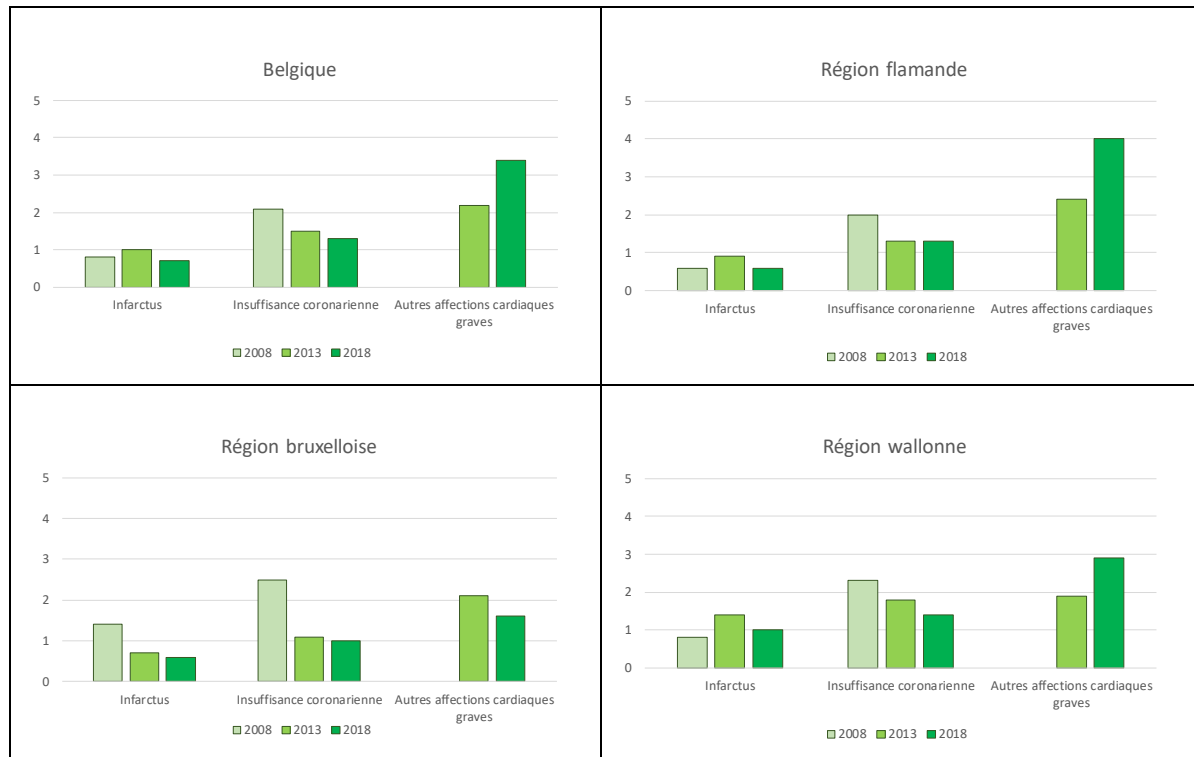 Belgique
5
4
3
2
1
0
Infarctus
Insuffisance coronarienne
Autres affections cardiaques
graves
2008
2013
2018
Région flamande
5
4
3
2
1
0
Infarctus
Insuffisance coronarienne
Autres affections cardiaques
graves
2008
2013
2018
Région bruxelloise
5
4
3
2
1
0
Infarctus
Insuffisance coronarienne
Autres affections cardiaques
graves
2008
2013
2018
Région wallonne
5
4
3
2
1
0
Infarctus
Insuffisance coronarienne
Autres affections cardiaques
graves
2008
2013
2018